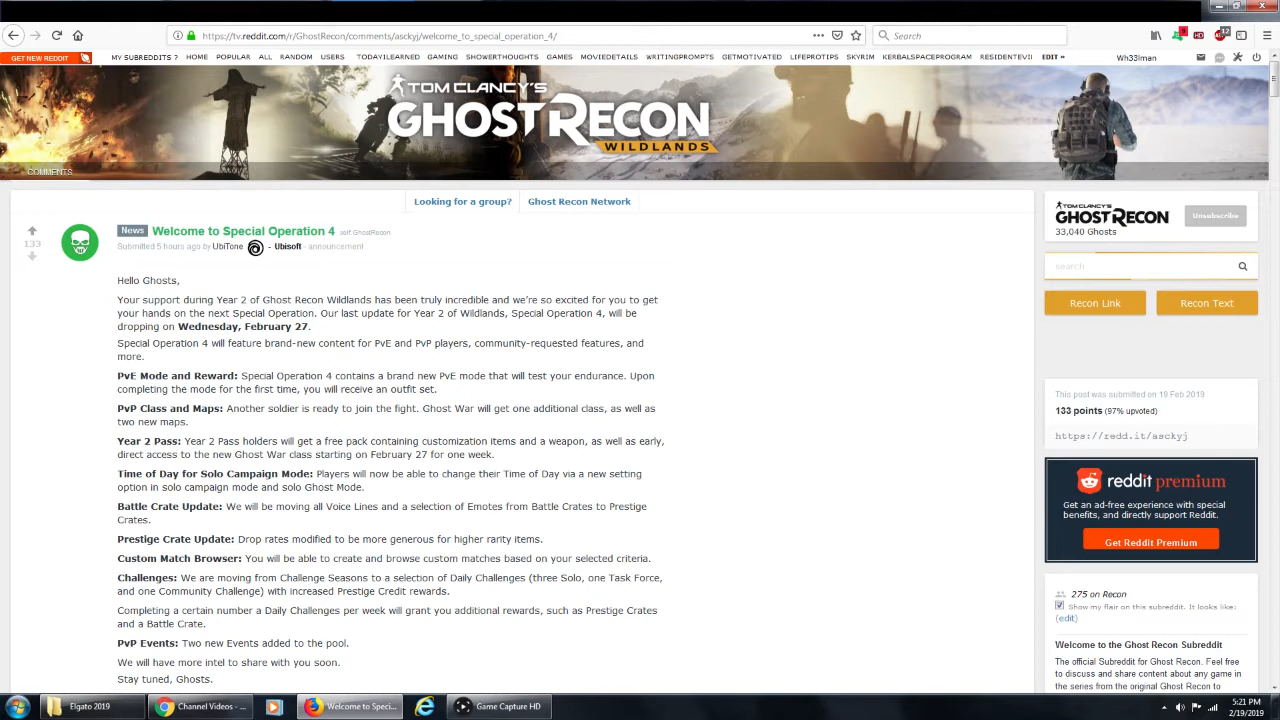 https://tv.reddit.com/r/GhostRecon/comments/asckyj/welcome_to_special_operation_4/
Search
9
12
GET NEW REDDIT
MY SUBREDDITS ? HOME POPULAR ALL RANDOM USERS TODAYILEARNED GAMING SHOWERTHOUGHTS GAMES MOVIEDETAILS WRITINGPROMPTS GETMOTIVATED LIFEPROTIPS SKYRIM KERBALSPACEPROGRAM RESIDENTEVIL EDIT »
Wh33lman
TOM CLANCY'S
GHOST RECON
WILDLANDS
COMMENTS
Looking for a group?
Ghost Recon Network
133
News Welcome to Special Operation 4 self.GhostRecon
Submitted 5 hours ago by UbiTone - Ubisoft - announcement
Hello Ghosts,
Your support during Year 2 of Ghost Recon Wildlands has been truly incredible and we're so excited for you to get
your hands on the next Special Operation. Our last update for Year 2 of Wildlands, Special Operation 4, will be
dropping on Wednesday, February 27.
Special Operation 4 will feature brand-new content for PvE and PvP players, community-requested features, and
more.
PvE Mode and Reward: Special Operation 4 contains a brand new PvE mode that will test your endurance. Upon
completing the mode for the first time, you will receive an outfit set.
PvP Class and Maps: Another soldier is ready to join the fight. Ghost War will get one additional class, as well as
two new maps.
Year 2 Pass: Year 2 Pass holders will get a free pack containing customization items and a weapon, as well as early,
direct access to the new Ghost War class starting on February 27 for one week.
Time of Day for Solo Campaign Mode: Players will now be able to change their Time of Day via a new setting
option in solo campaign mode and solo Ghost Mode.
Battle Crate Update: We will be moving all Voice Lines and a selection of Emotes from Battle Crates to Prestige
Crates.
Prestige Crate Update: Drop rates modified to be more generous for higher rarity items.
Custom Match Browser: You will be able to create and browse custom matches based on your selected criteria.
Challenges: We are moving from Challenge Seasons to a selection of Daily Challenges (three Solo, one Task Force,
and one Community Challenge) with increased Prestige Credit rewards.
Completing a certain number a Daily Challenges per week will grant you additional rewards, such as Prestige Crates
and a Battle Crate.
PvP Events: Two new Events added to the pool.
We will have more intel to share with you soon.
Stay tuned, Ghosts.
TOM CLANCY'S
GHOST RECON
Unsubscribe
33,040 Ghosts
search
Recon Link
Recon Text
This post was submitted on 19 Feb 2019
133 points (97% upvoted)
https://redd.it/asckyj
reddit premium
Get an ad-free experience with special
benefits, and directly support Reddit.
Get Reddit Premium
275 on Recon
Show my flair on this subreddit. It looks like:
(edit)
Welcome to the Ghost Recon Subreddit
The official Subreddit for Ghost Recon. Feel free
to discuss and share content about any game in
the series from the original Ghost Recon to
Elgato 2019
Channel Videos - ...
Welcome to Speci...
Game Capture HD
5:21 PM
2/19/2019